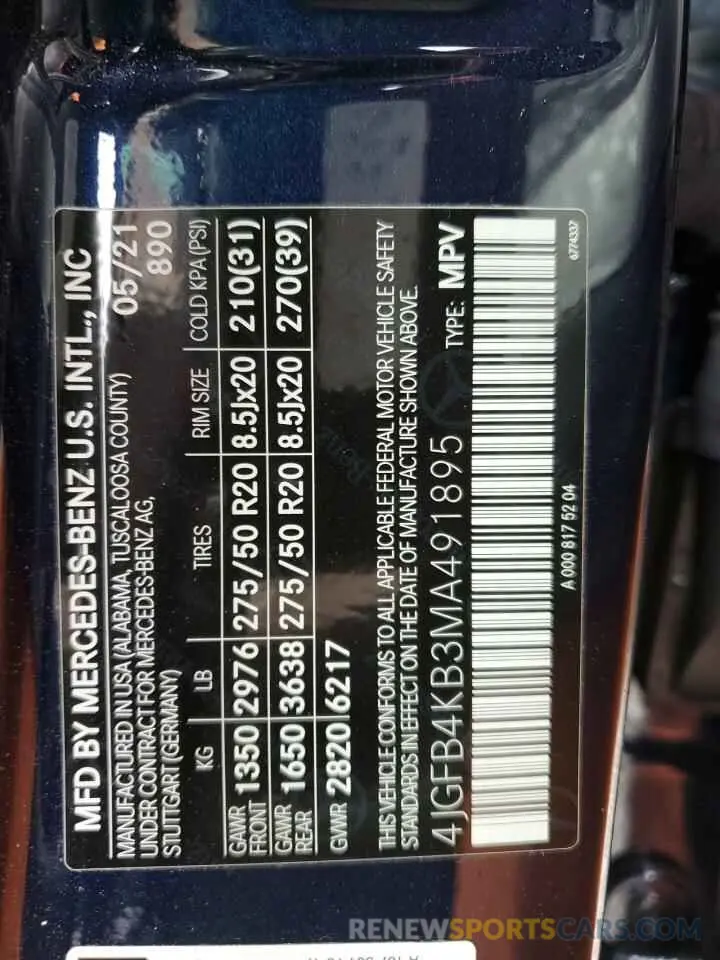 MFD BY MERCEDES-BENZ U.S. INTL., INC
MANUFACTURED IN USA (ALABAMA, TUSCALOOSA COUNTY) 05/21
UNDER CONTRACT FOR MERCEDES-BENZ AG, 890
STUTTGART (GERMANY)
KG LB TIRES RIM SIZE COLD KPA (PSI)
GAWR FRONT 1350 2976 275/50 R20 8.5Jx20 210(31)
GAWR REAR 1650 3638 275/50 R20 8.5Jx20 270(39)
GVWR 2820 6217
THIS VEHICLE CONFORMS TO ALL APPLICABLE FEDERAL MOTOR VEHICLE SAFETY
STANDARDS IN EFFECT ON THE DATE OF MANUFACTURE SHOWN ABOVE.
4JGFB4KB3MA491895 TYPE: MPV
A 000 817 52 04 6774337
RENEWSPORTSCARS.COM